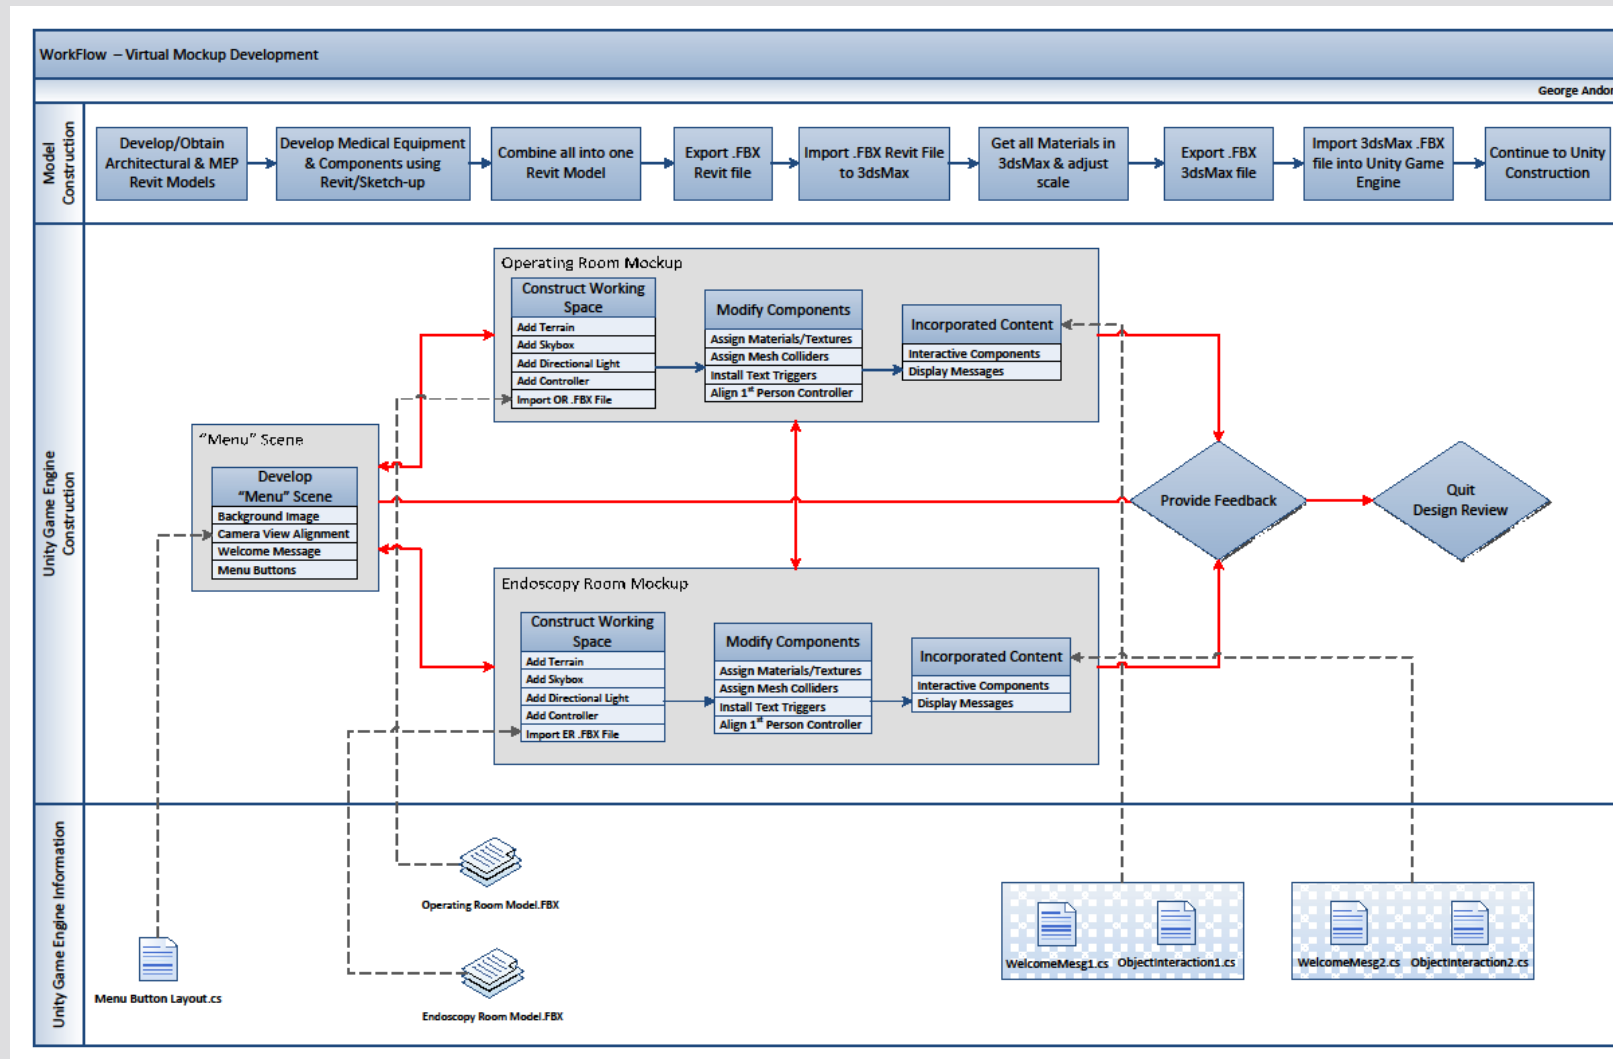 WorkFlow – Virtual Mockup Development
George Andor
Model
Construction
Develop/Obtain
Architectural & MEP
Revit Models
Develop Medical Equipment
& Components using
Revit/Sketch-up
Combine all into one
Revit Model
Export .FBX
Revit file
Import .FBX Revit File
to 3dsMax
Get all Materials in
3dsMax & adjust
scale
Export .FBX
3dsMax file
Import 3dsMax .FBX
file into Unity Game
Engine
Continue to Unity
Construction
Unity Game Engine
Construction
Operating Room Mockup
Construct Working
Space
Add Terrain
Add Skybox
Add Directional Light
Add Controller
Import OR .FBX File
Modify Components
Assign Materials/Textures
Assign Mesh Colliders
Install Text Triggers
Align 1st Person Controller
Incorporated Content
Interactive Components
Display Messages
“Menu” Scene
Develop
“Menu” Scene
Background Image
Camera View Alignment
Welcome Message
Menu Buttons
Provide Feedback
Quit
Design Review
Endoscopy Room Mockup
Construct Working
Space
Add Terrain
Add Skybox
Add Directional Light
Add Controller
Import ER .FBX File
Modify Components
Assign Materials/Textures
Assign Mesh Colliders
Install Text Triggers
Align 1st Person Controller
Incorporated Content
Interactive Components
Display Messages
Unity Game Engine Information
Menu Button Layout.cs
Operating Room Model.FBX
Endoscopy Room Model.FBX
WelcomeMesg1.cs
ObjectInteraction1.cs
WelcomeMesg2.cs
ObjectInteraction2.cs